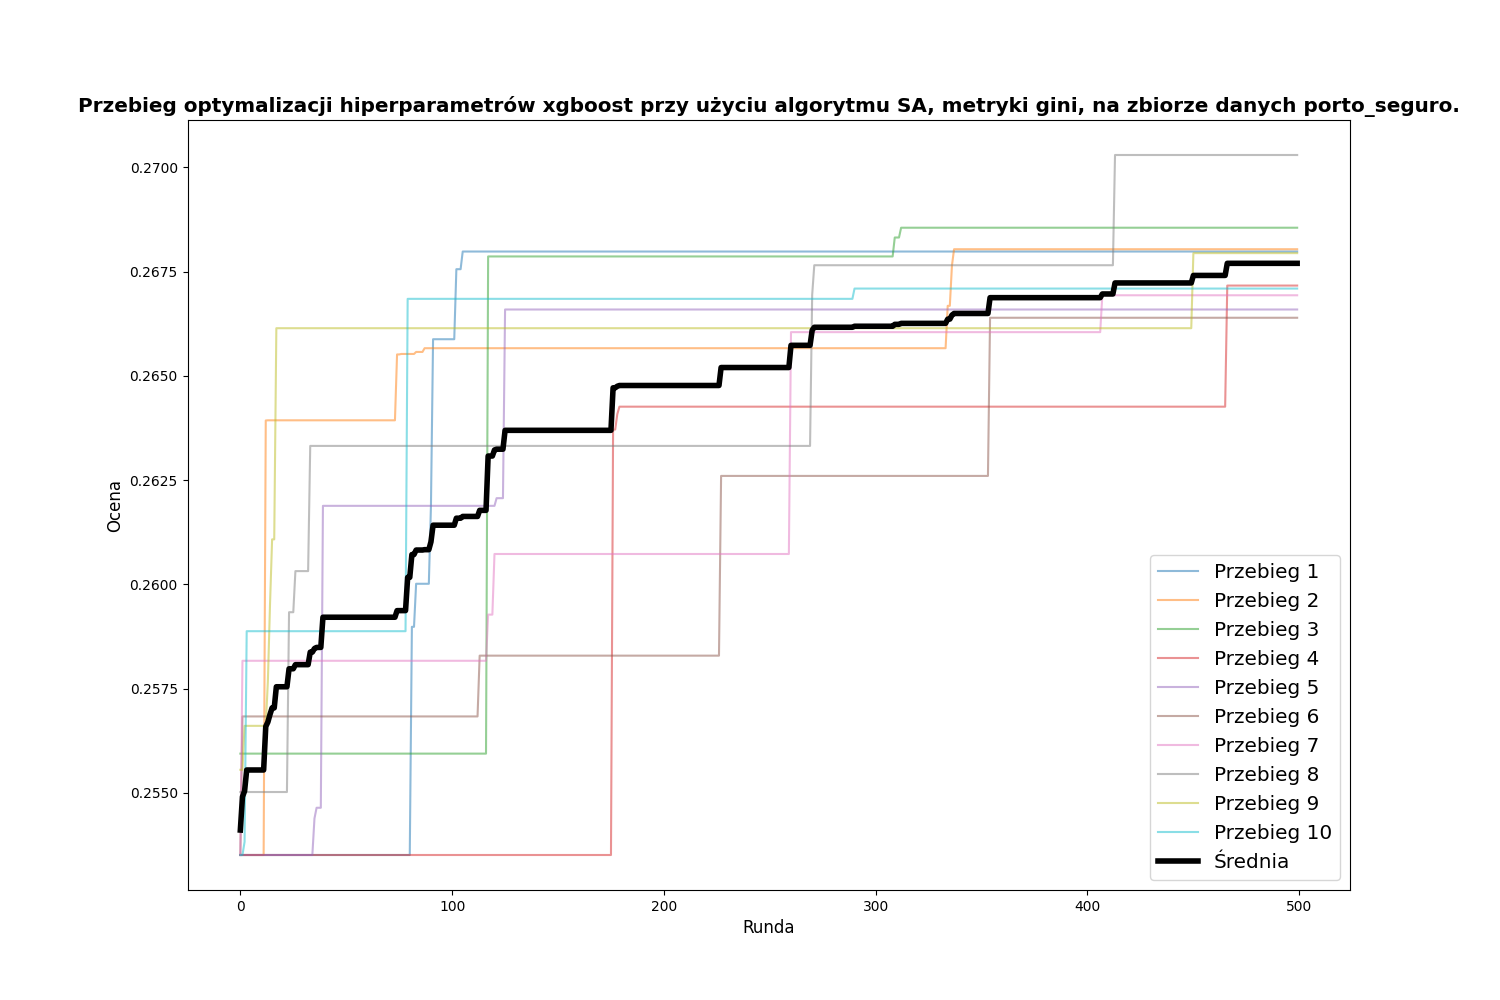 Przebieg optymalizacji hiperparametrów xgboost przy użyciu algorytmu SA, metryki gini, na zbiorze danych porto_seguro.
0.2700
0.2675
0.2650
0.2625
0.2600
0.2575
0.2550
Ocena
0
100
200
300
400
500
Runda
Przebieg 1
Przebieg 2
Przebieg 3
Przebieg 4
Przebieg 5
Przebieg 6
Przebieg 7
Przebieg 8
Przebieg 9
Przebieg 10
Średnia